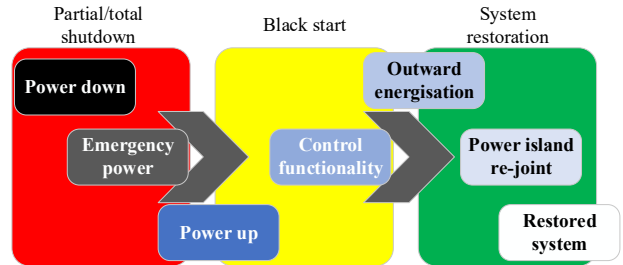 Partial/total
shutdown
Black start
System
restoration
Power down
Emergency
power
Power up
Control
functionality
Outward
energisation
Power island
re-joint
Restored
system